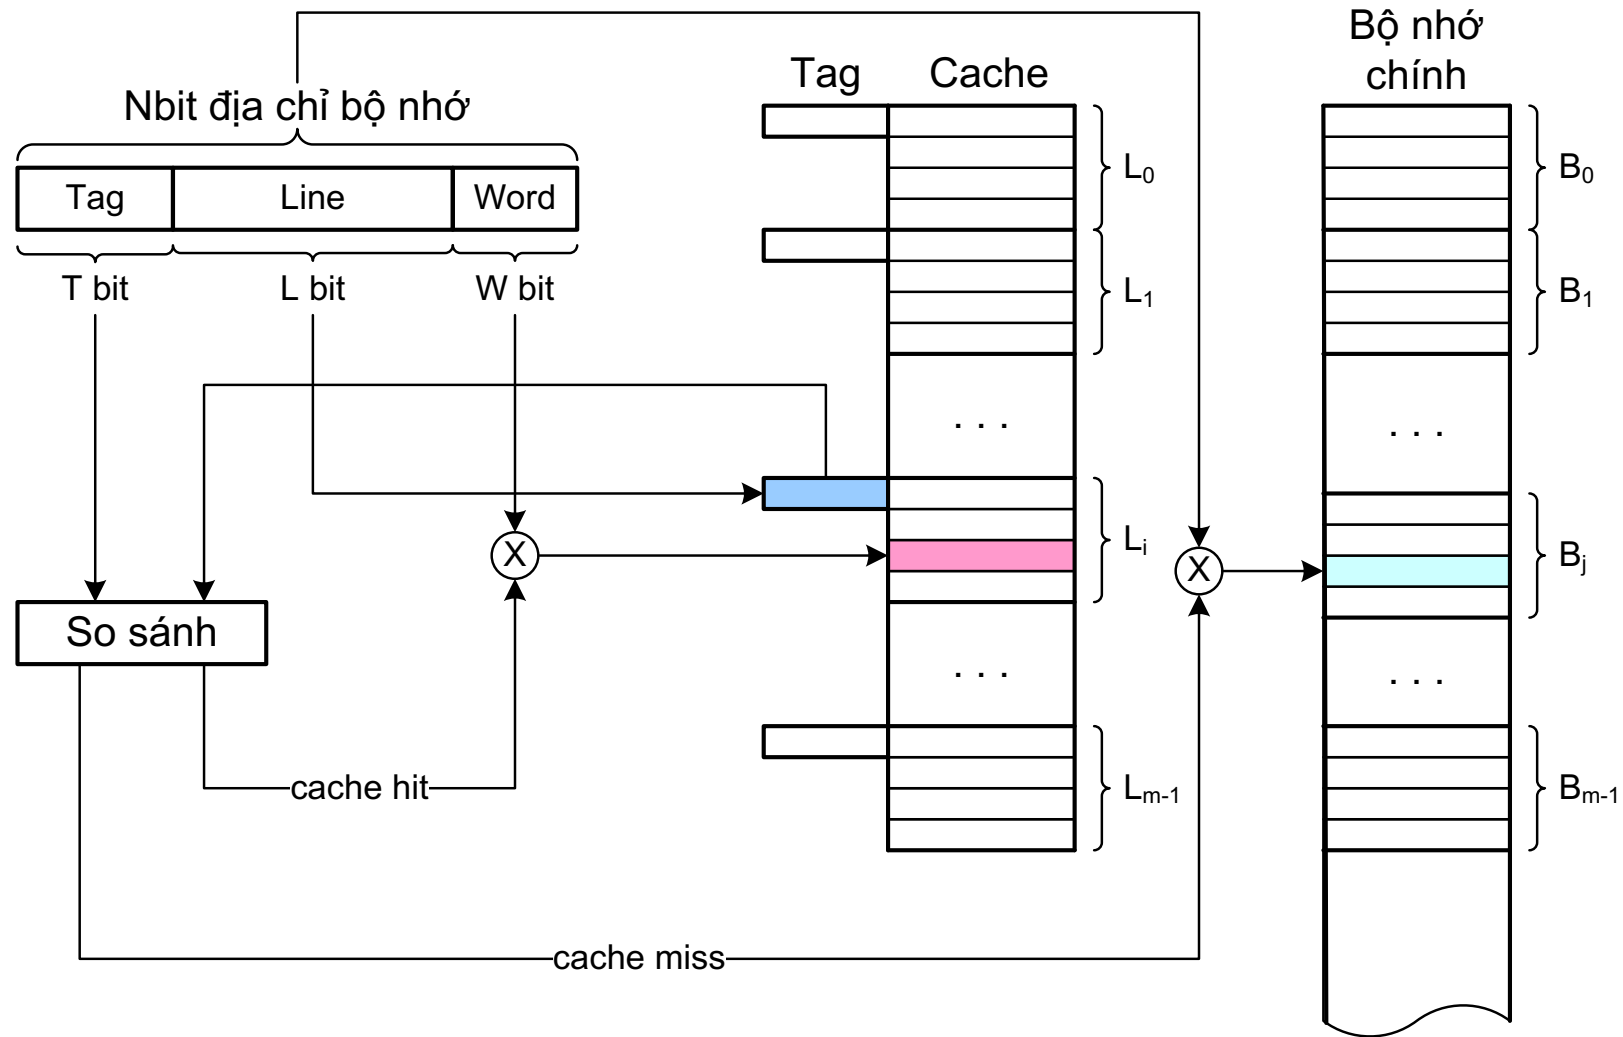 Bộ nhớ
chính
Tag
Cache
Nbit địa chỉ bộ nhớ
Tag
Line
Word
T bit
L bit
W bit
L0
B0
L1
B1
. . .
. . .
Li
X
X
Bj
So sánh
. . .
. . .
cache hit
Lm-1
Bm-1
cache miss